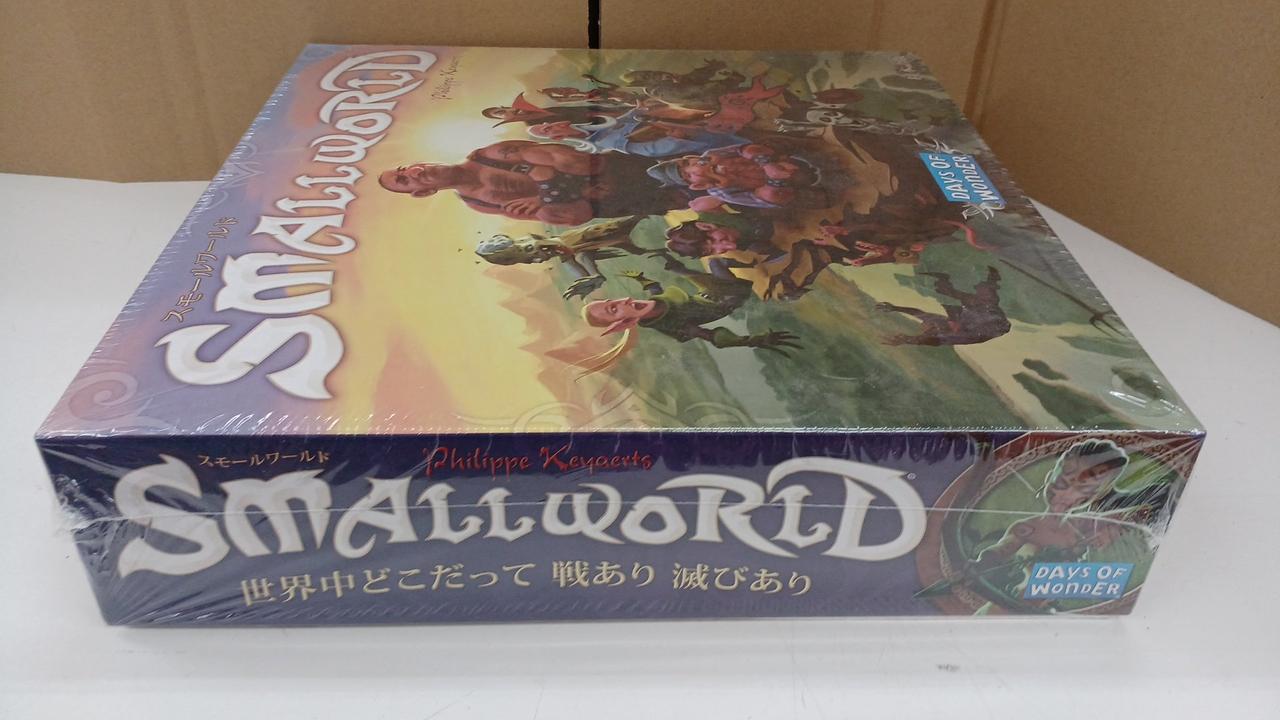 SMALLWORLD
スモールワールド
Philippe Keyaerts
DAYS OF
WONDER
スモールワールド
Philippe Keyaerts
SMALLWORLD®
世界中どこだって 戦あり 滅びあり
DAYS OF
WONDER